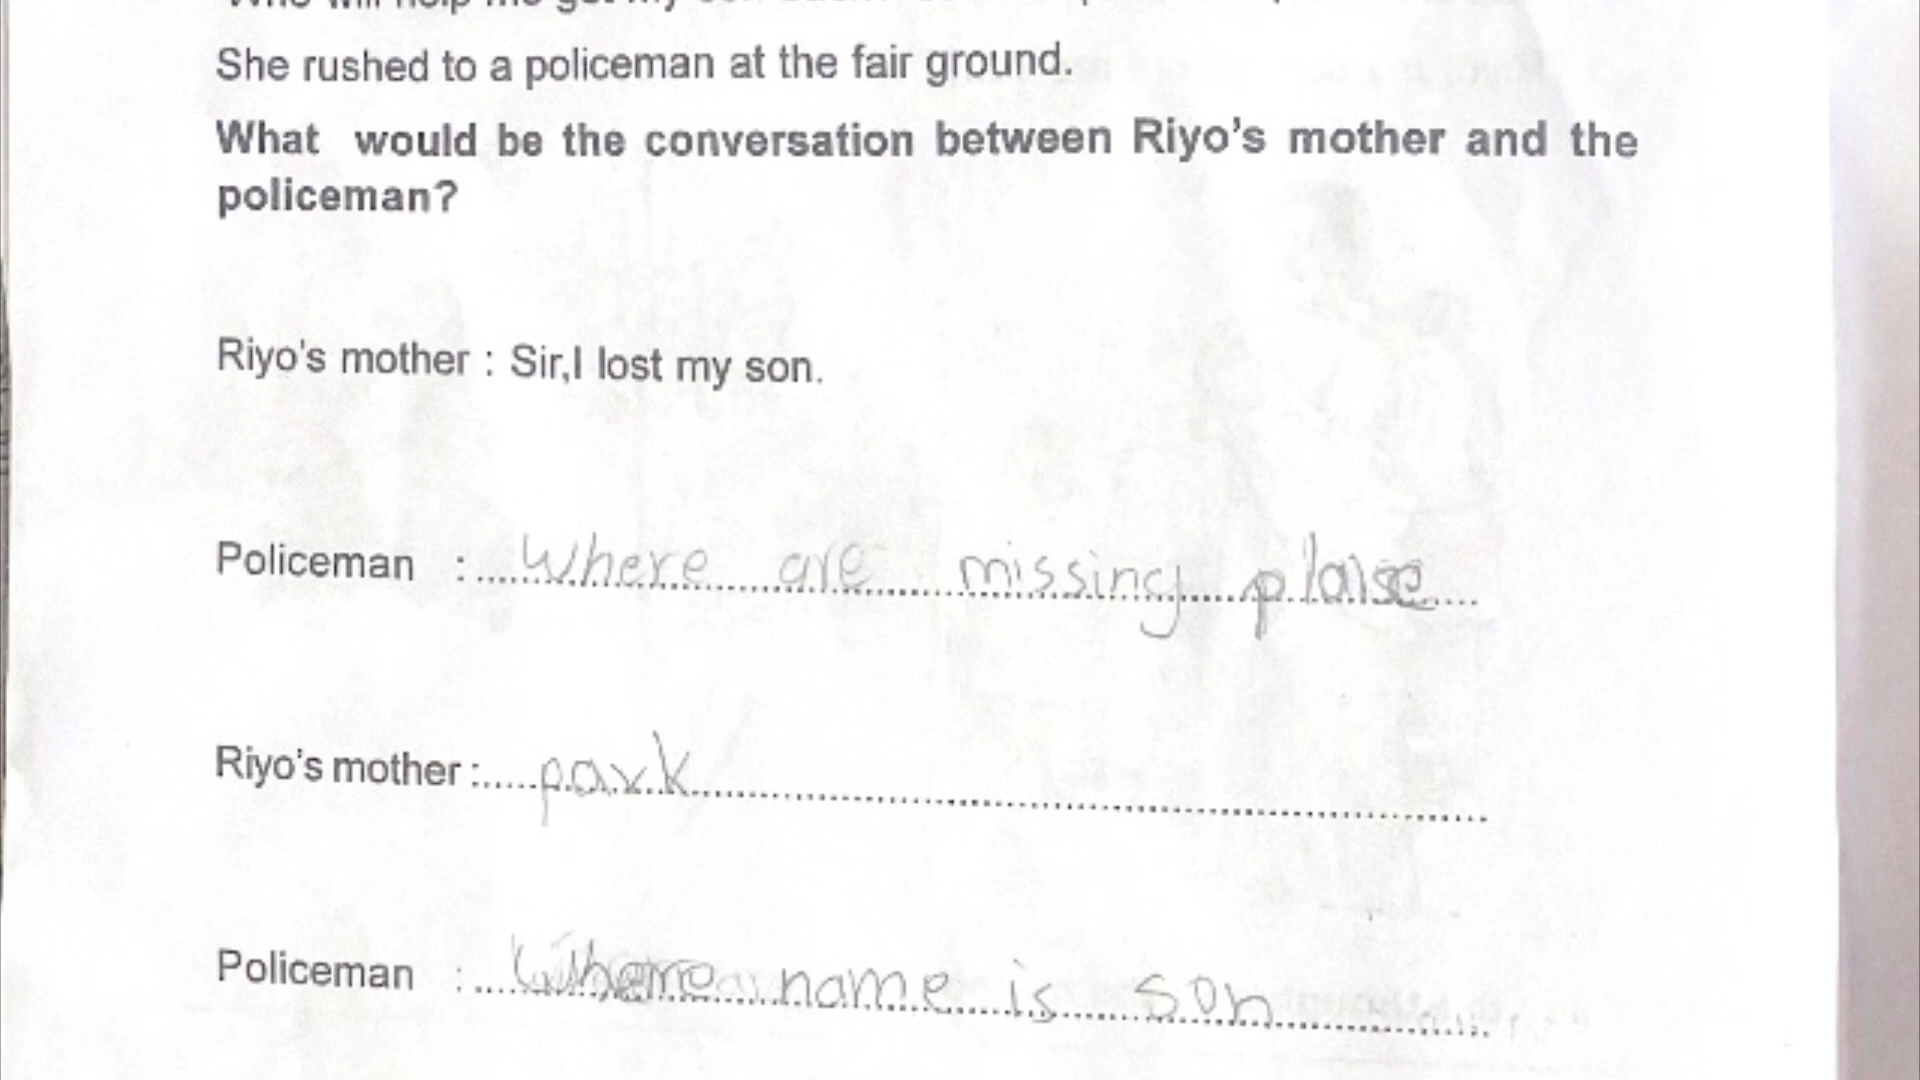 She rushed to a policeman at the fair ground.
What would be the conversation between Riyo's mother and the
policeman?
Riyo's mother : Sir,I lost my son.
Policeman : where are missing plaise
Riyo's mother : park
Policeman : name is son